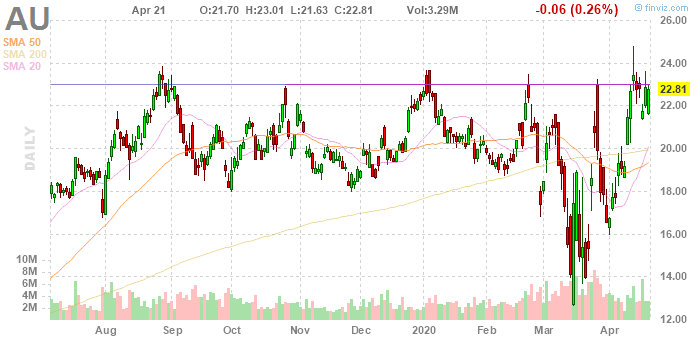 © finviz.com
AU Apr 21 O:21.70 H:23.01 L:21.63 C:22.81 Vol:3.29M -0.06 (0.26%)
SMA 50
SMA 200
SMA 20
DAILY
26.00
24.00
22.81
22.00
20.00
18.00
16.00
14.00
12.00
10M
8M
6M
4M
2M
Aug Sep Oct Nov Dec 2020 Feb Mar Apr